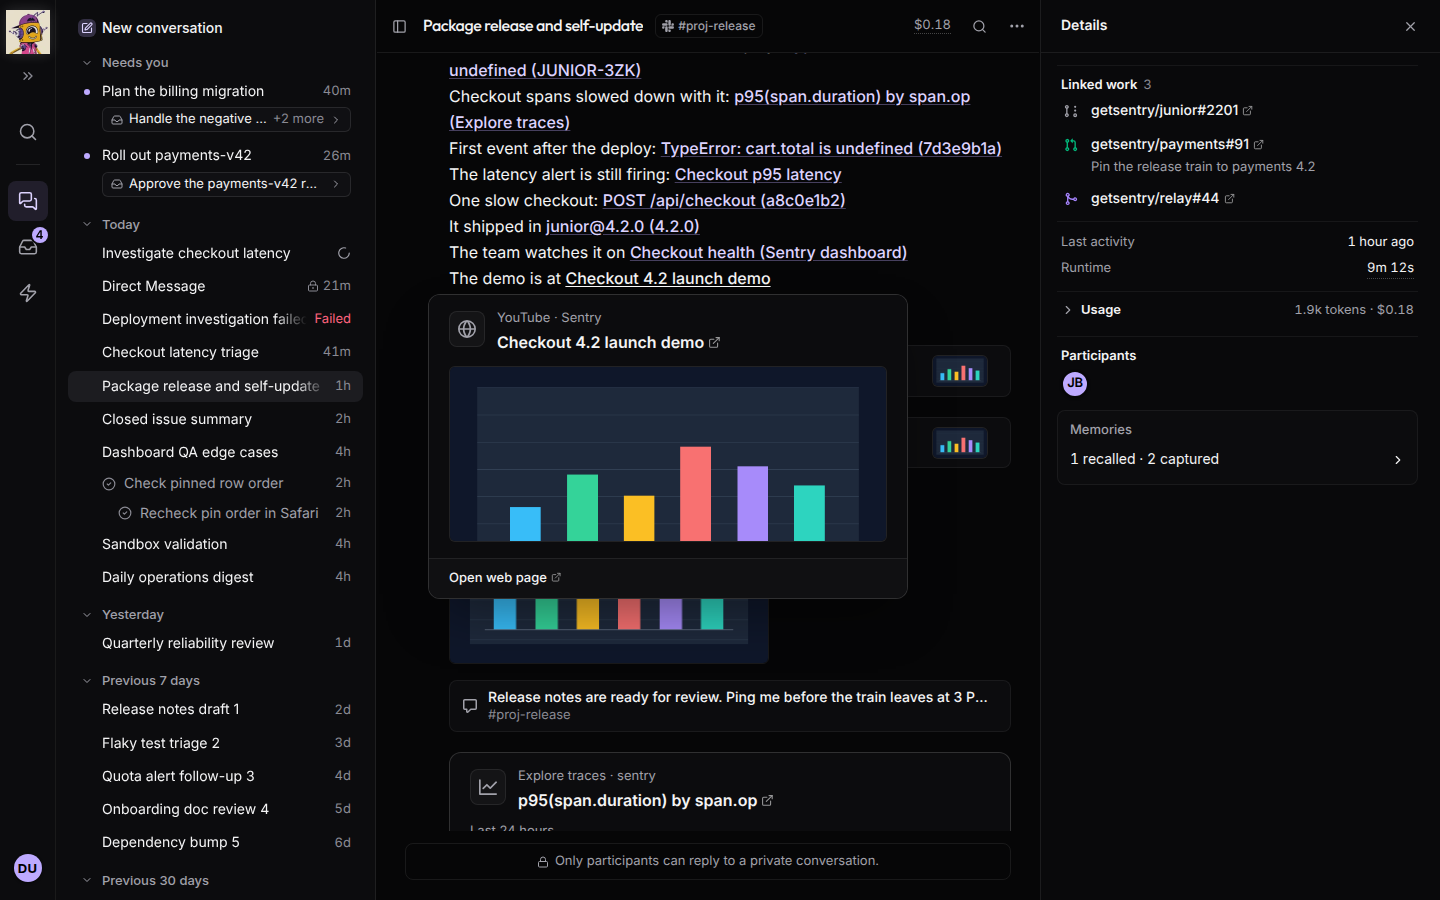 New conversation
Needs you
Plan the billing migration 40m
Handle the negative ... +2 more
Roll out payments-v42 26m
Approve the payments-v42 r...
Today
Investigate checkout latency
Direct Message 21m
Deployment investigation failed Failed
Checkout latency triage 41m
Package release and self-update 1h
Closed issue summary 2h
Dashboard QA edge cases 4h
Check pinned row order 2h
Recheck pin order in Safari 2h
Sandbox validation 4h
Daily operations digest 4h
Yesterday
Quarterly reliability review 1d
Previous 7 days
Release notes draft 1 2d
Flaky test triage 2 3d
Quota alert follow-up 3 4d
Onboarding doc review 4 5d
Dependency bump 5 6d
Previous 30 days
4
DU
Package release and self-update #proj-release $0.18
undefined (JUNIOR-3ZK)
Checkout spans slowed down with it: p95(span.duration) by span.op
(Explore traces)
First event after the deploy: TypeError: cart.total is undefined (7d3e9b1a)
The latency alert is still firing: Checkout p95 latency
One slow checkout: POST /api/checkout (a8c0e1b2)
It shipped in junior@4.2.0 (4.2.0)
The team watches it on Checkout health (Sentry dashboard)
The demo is at Checkout 4.2 launch demo
YouTube · Sentry
Checkout 4.2 launch demo
Open web page
Release notes are ready for review. Ping me before the train leaves at 3 P...
#proj-release
Explore traces · sentry
p95(span.duration) by span.op
Last 24 hours
Only participants can reply to a private conversation.
Details
Linked work 3
getsentry/junior#2201
getsentry/payments#91
Pin the release train to payments 4.2
getsentry/relay#44
Last activity 1 hour ago
Runtime 9m 12s
Usage 1.9k tokens · $0.18
Participants
JB
Memories
1 recalled · 2 captured